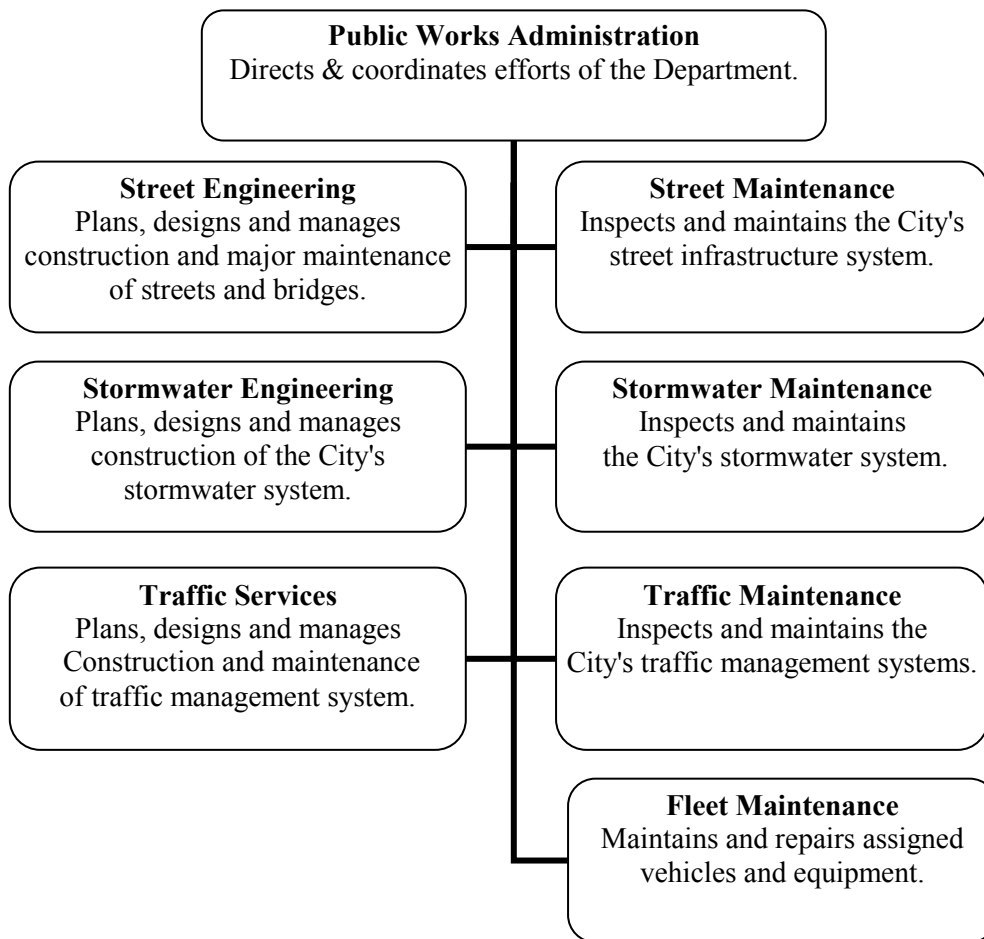 Public Works Administration
Directs & coordinates efforts of the Department.
Street Engineering
Plans, designs and manages
construction and major maintenance
of streets and bridges.
Street Maintenance
Inspects and maintains the City's
street infrastructure system.
Stormwater Engineering
Plans, designs and manages
construction of the City's
stormwater system.
Stormwater Maintenance
Inspects and maintains
the City's stormwater system.
Traffic Services
Plans, designs and manages
Construction and maintenance
of traffic management system.
Traffic Maintenance
Inspects and maintains the
City's traffic management systems.
Fleet Maintenance
Maintains and repairs assigned
vehicles and equipment.